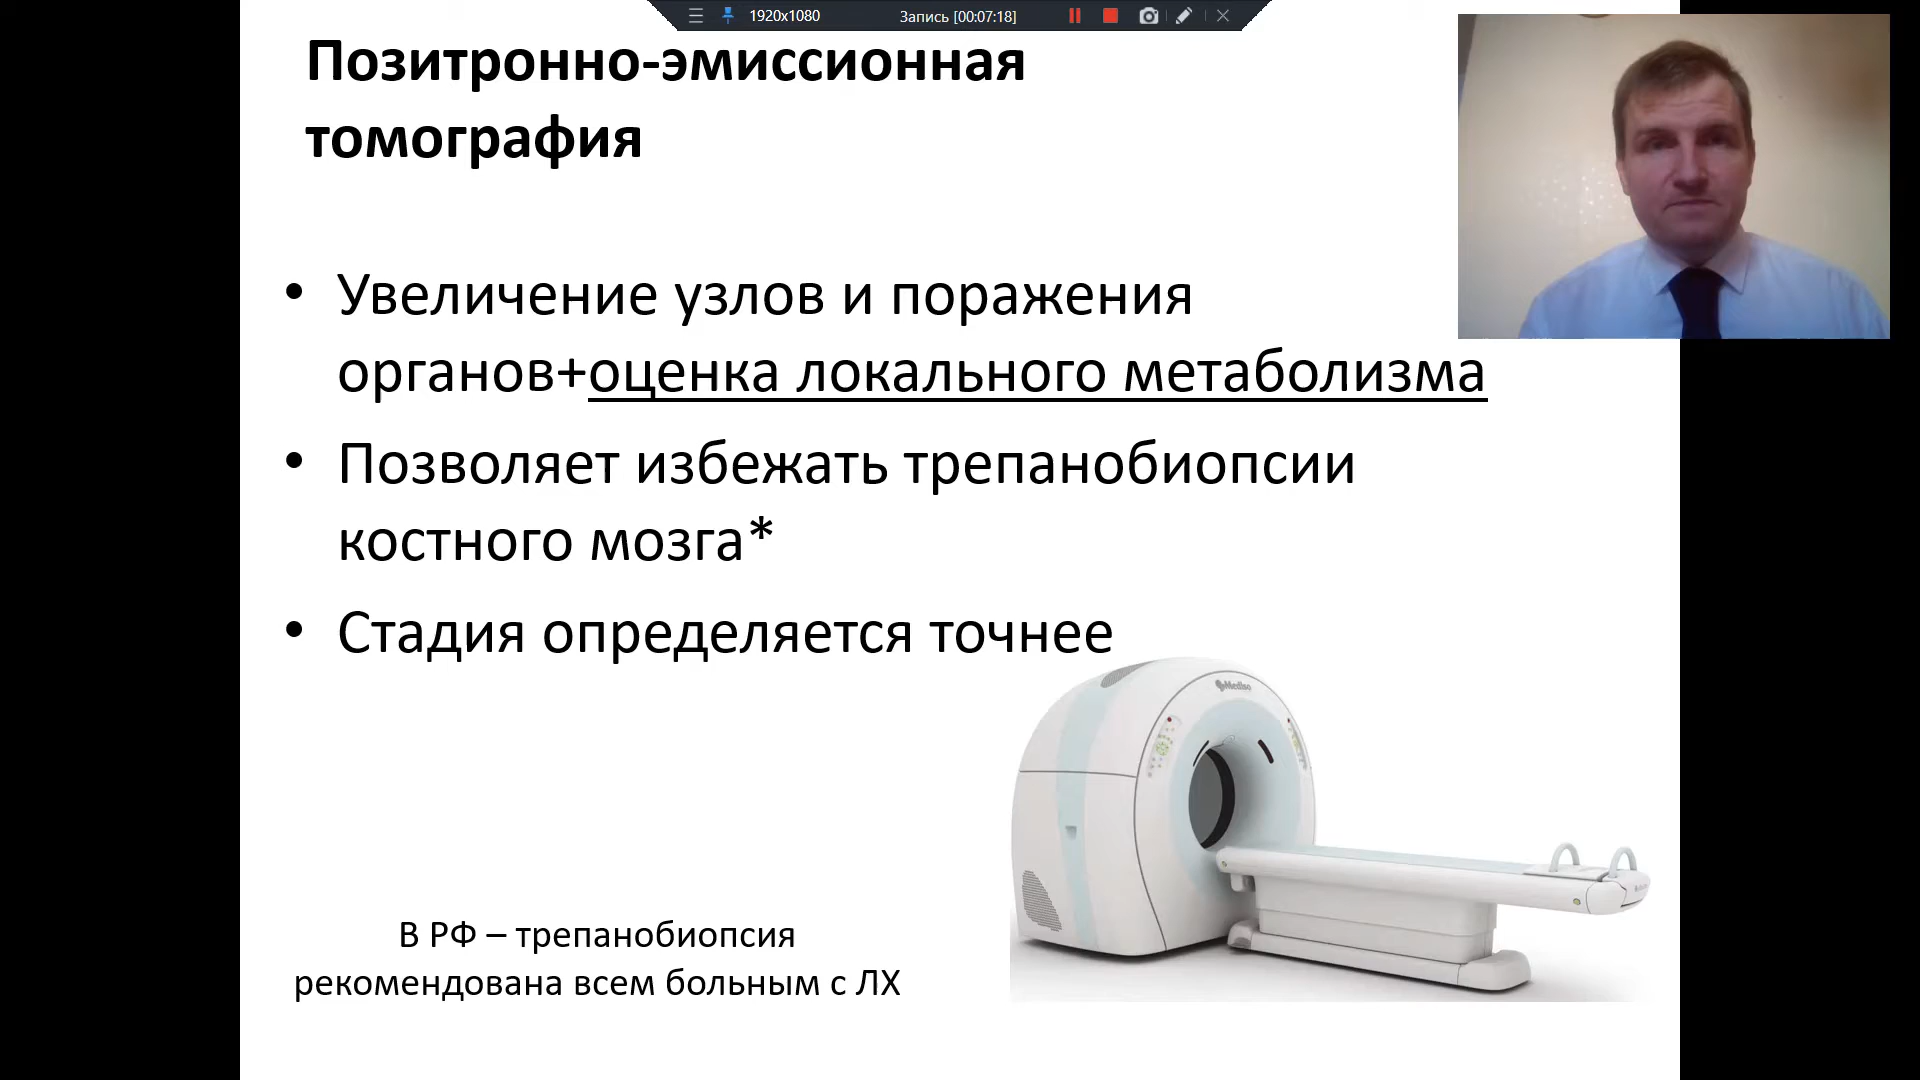 1920x1080
Запись [00:07:18]
Позитронно-эмиссионная
томография
• Увеличение узлов и поражения
органов+оценка локального метаболизма
• Позволяет избежать трепанобиопсии
костного мозга*
• Стадия определяется точнее
Mediso
В РФ – трепанобиопсия
рекомендована всем больным с ЛХ